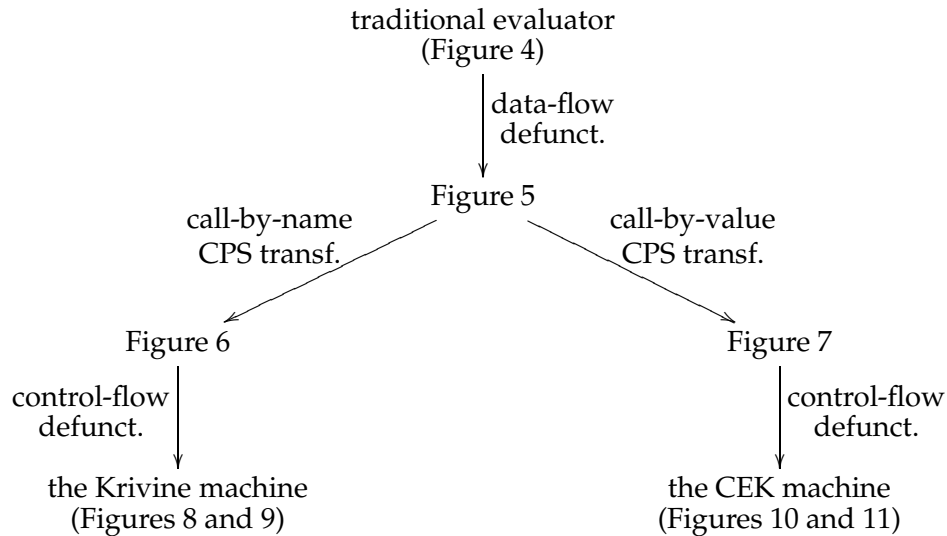 traditional evaluator
(Figure 4)
data-flow
defunct.
Figure 5
call-by-name
CPS transf.
call-by-value
CPS transf.
Figure 6
Figure 7
control-flow
defunct.
control-flow
defunct.
the Krivine machine
(Figures 8 and 9)
the CEK machine
(Figures 10 and 11)